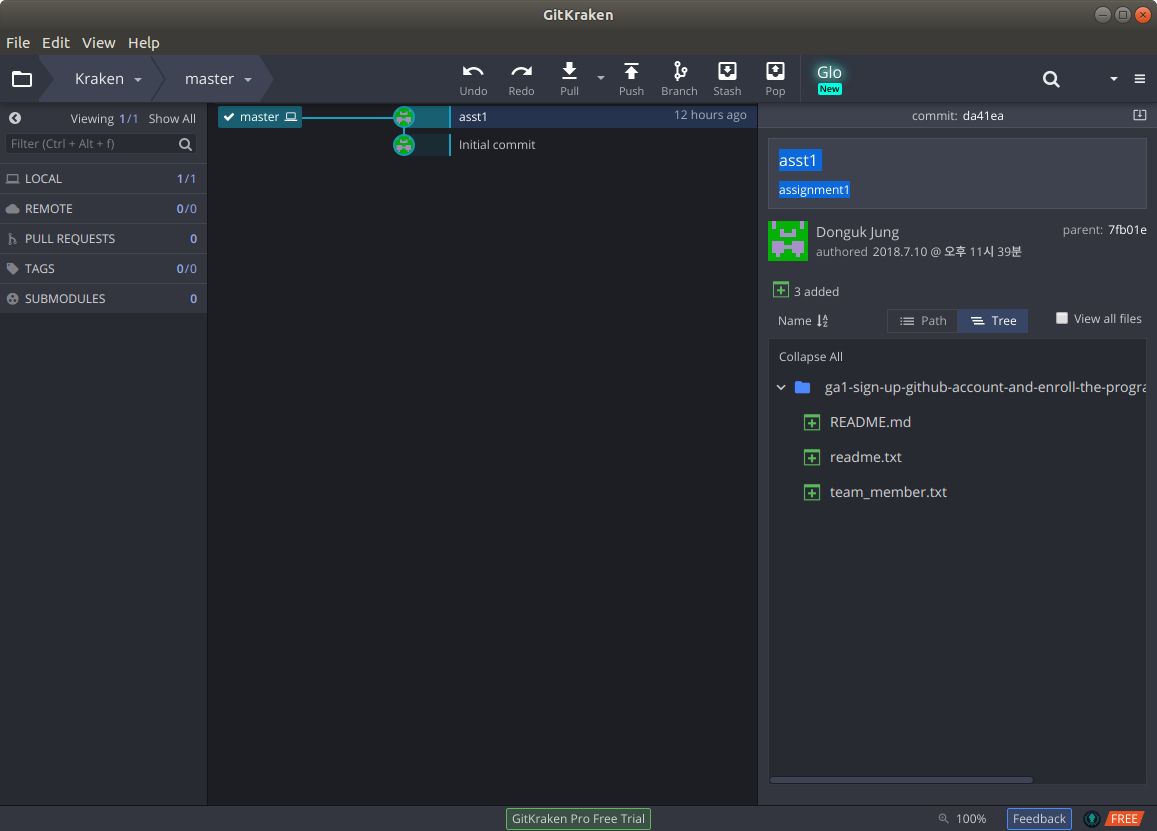 GitKraken
File Edit View Help
Kraken master Undo Redo Pull Push Branch Stash Pop Glo New
Viewing 1/1 Show All
Filter (Ctrl + Alt + f)
LOCAL 1/1
REMOTE 0/0
PULL REQUESTS 0
TAGS 0/0
SUBMODULES 0
master asst1 12 hours ago
Initial commit
commit: da41ea
asst1
assignment1
Donguk Jung parent: 7fb01e
authored 2018.7.10 @ 오후 11시 39분
3 added
Name Path Tree View all files
Collapse All
ga1-sign-up-github-account-and-enroll-the-progra
README.md
readme.txt
team_member.txt
GitKraken Pro Free Trial 100% Feedback FREE